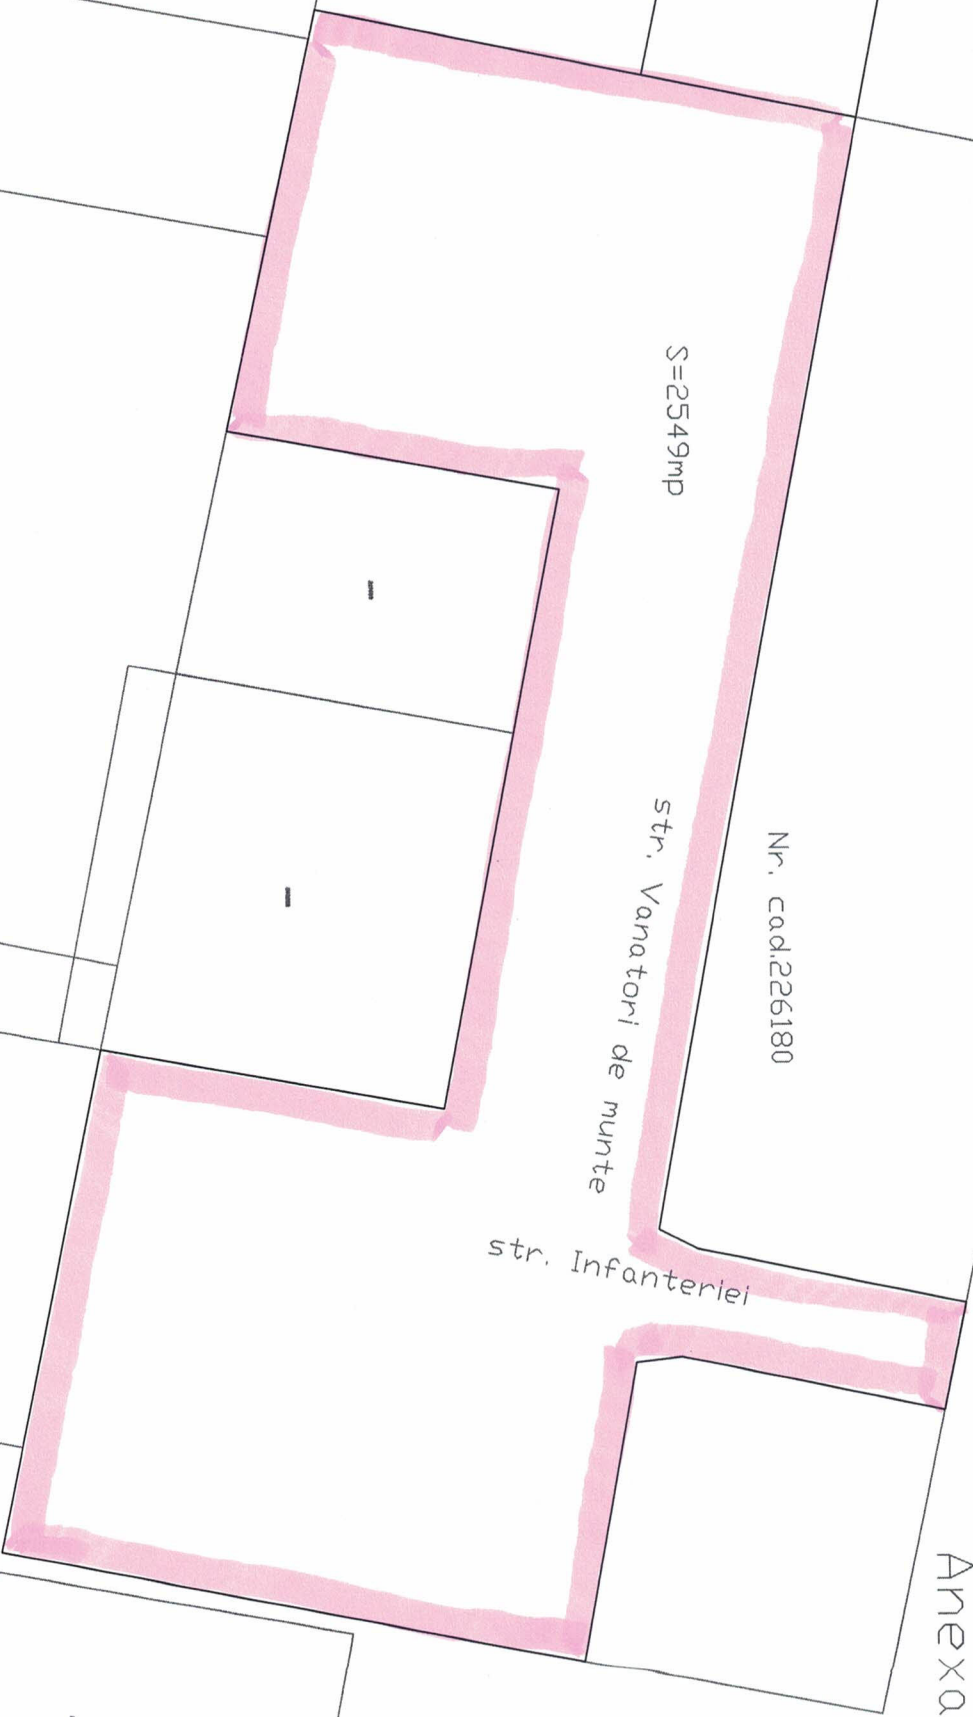 Anexa
Nr. cad.226180
S=2549mp
str. Vanatori de munte
str. Infanteriei